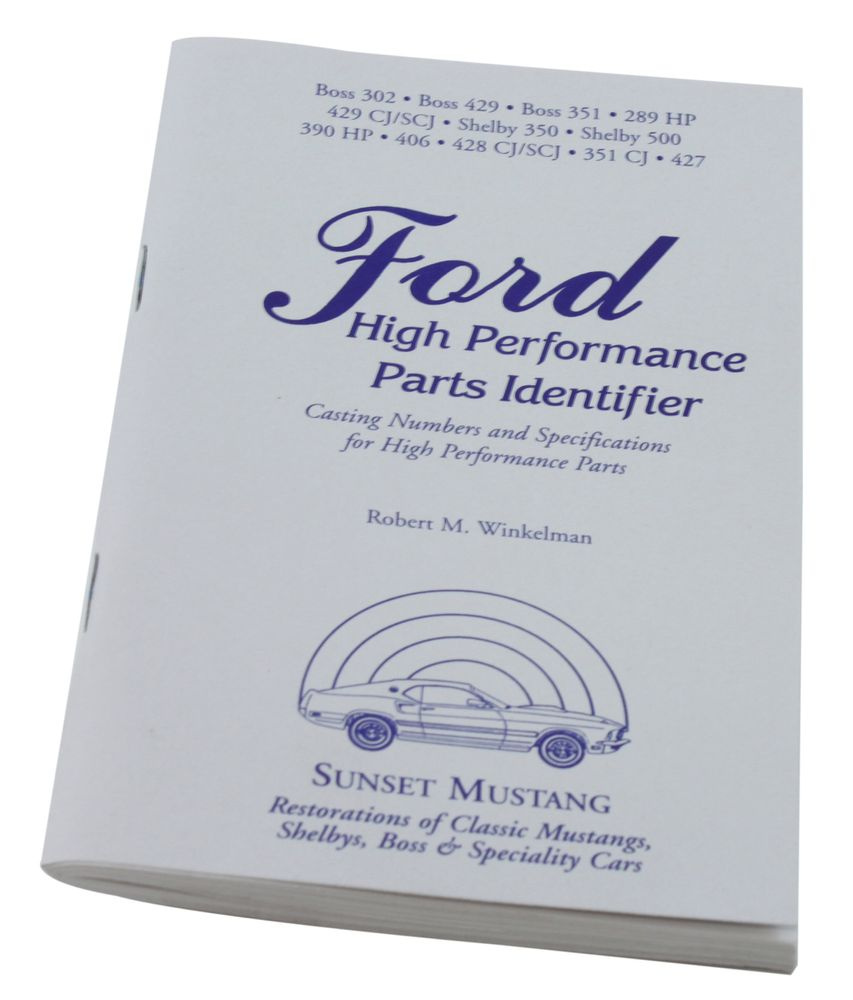 Boss 302 • Boss 429 • Boss 351 • 289 HP
429 CJ/SCJ • Shelby 350 • Shelby 500
390 HP • 406 • 428 CJ/SCJ • 351 CJ • 427
Ford
High Performance
Parts Identifier
Casting Numbers and Specifications
for High Performance Parts
Robert M. Winkelman
SUNSET MUSTANG
Restorations of Classic Mustangs,
Shelbys, Boss & Speciality Cars